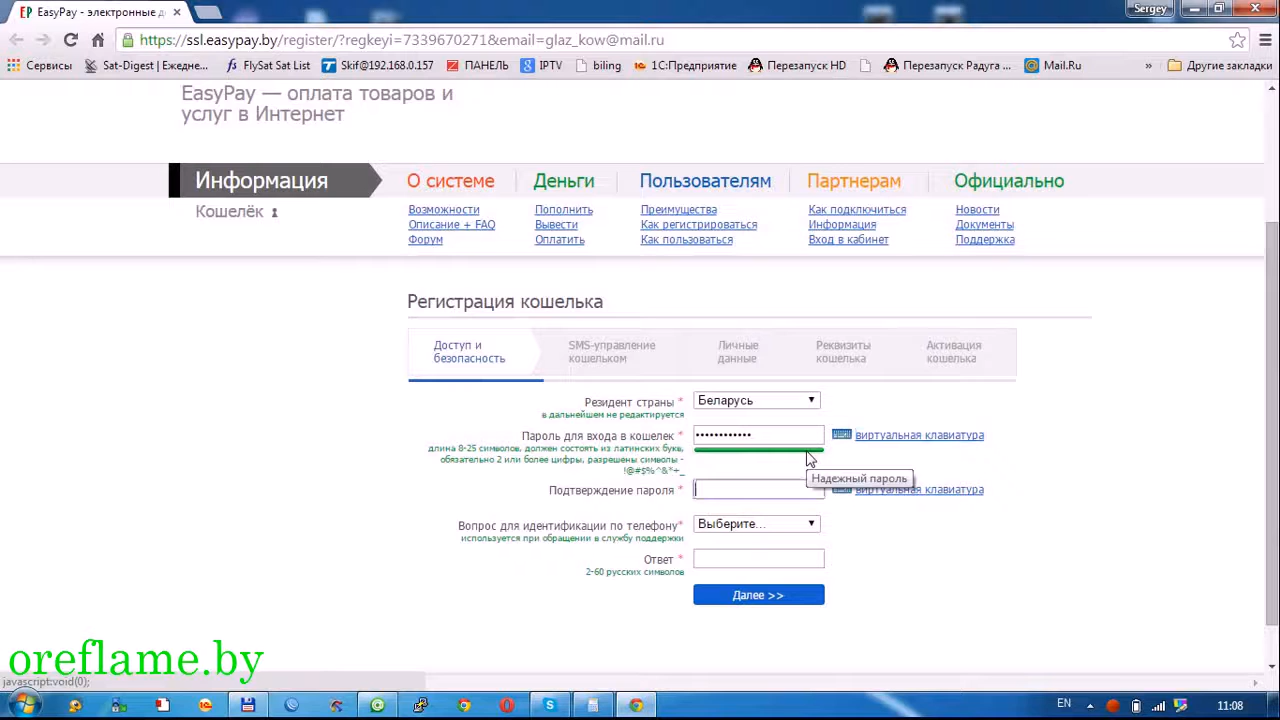 EasyPay - электронные д
Sergey
https://ssl.easypay.by/register/?regkeyi=7339670271&email=glaz_kow@mail.ru
Сервисы
Sat-Digest | Ежедне...
FlySat Sat List
Skif@192.168.0.157
ПАНЕЛЬ
IPTV
biling
1С:Предприятие
Перезапуск HD
Перезапуск Радуга ...
Mail.Ru
»
Другие закладки
EasyPay — оплата товаров и
услуг в Интернет
Информация
О системе
Деньги
Пользователям
Партнерам
Официально
Кошелёк
Возможности
Пополнить
Преимущества
Как подключиться
Новости
Описание + FAQ
Вывести
Как регистрироваться
Информация
Документы
Форум
Оплатить
Как пользоваться
Вход в кабинет
Поддержка
Регистрация кошелька
Доступ и
безопасность
SMS-управление
кошельком
Личные
данные
Реквизиты
кошелька
Активация
кошелька
Резидент страны *
Беларусь
в дальнейшем не редактируется
Пароль для входа в кошелек *
••••••••••••
виртуальная клавиатура
длина 8-25 символов, должен состоять из латинских букв,
обязательно 2 или более цифры, разрешены символы -
!@#$%^&*+_
Надежный пароль
Подтверждение пароля *
виртуальная клавиатура
Вопрос для идентификации по телефону*
Выберите...
используется при обращении в службу поддержки
Ответ *
2-60 русских символов
Далее >>
oreflame.by
javascript:void(0);
EN
11:08